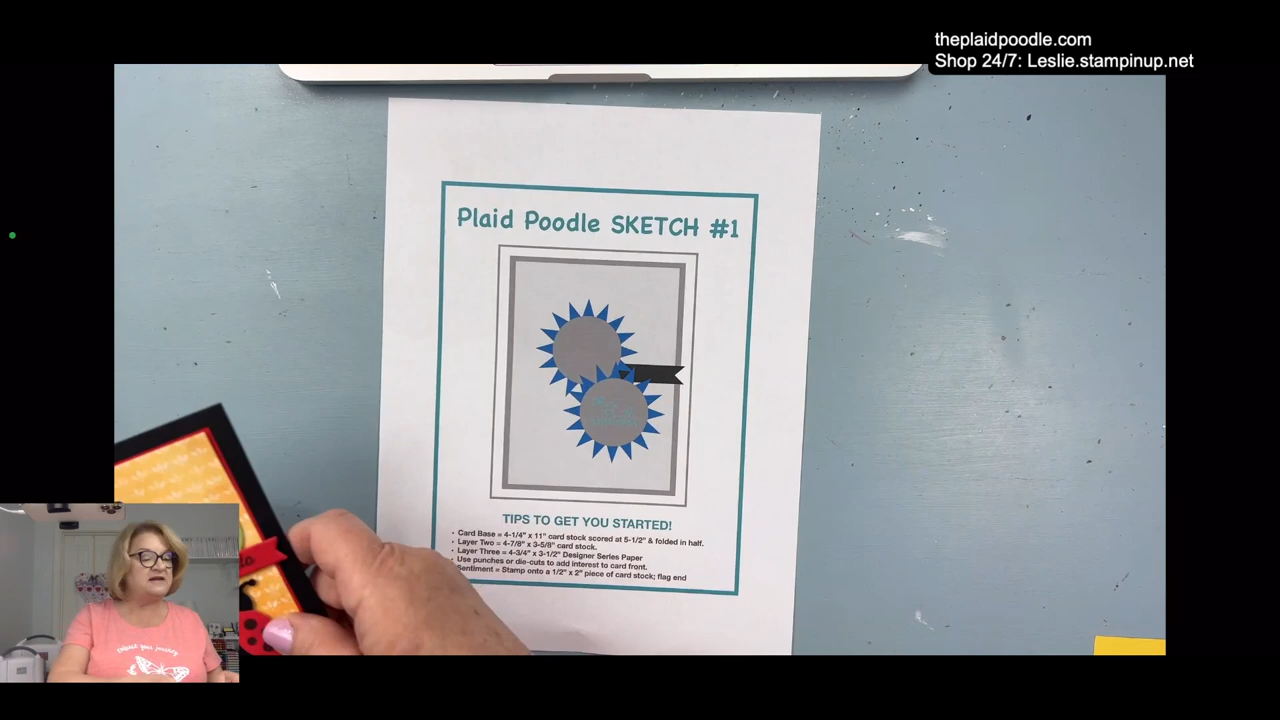 theplaidpoodle.com
Shop 24/7: Leslie.stampinup.net
Plaid Poodle SKETCH #1
TIPS TO GET YOU STARTED!
• Card Base = 4-1/4" x 11" card stock scored at 5-1/2" & folded in half.
• Layer Two = 4-7/8" x 3-5/8" card stock.
• Layer Three = 4-3/4" x 3-1/2" Designer Series Paper
• Use punches or die-cuts to add interest to card front.
Sentiment = Stamp onto a 1/2" x 2" piece of card stock; flag end